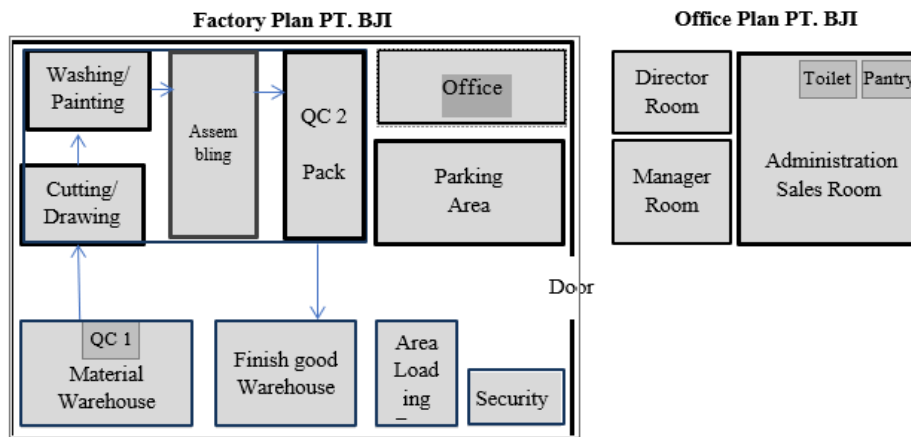 Factory Plan PT. BJI
Office Plan PT. BJI
Washing/
Painting
Assem
bling
QC 2
Pack
Office
Cutting/
Drawing
Parking
Area
Door
QC 1
Material
Warehouse
Finish good
Warehouse
Area
Load
ing
Security
Director
Room
Manager
Room
Toilet
Pantry
Administration
Sales Room